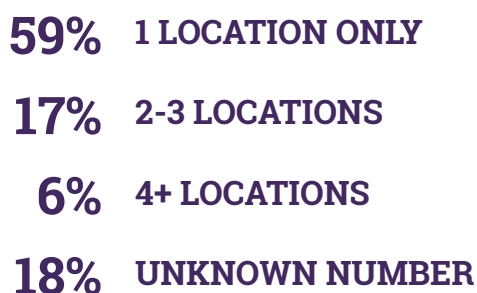 59% 1 LOCATION ONLY
17% 2-3 LOCATIONS
6% 4+ LOCATIONS
18% UNKNOWN NUMBER